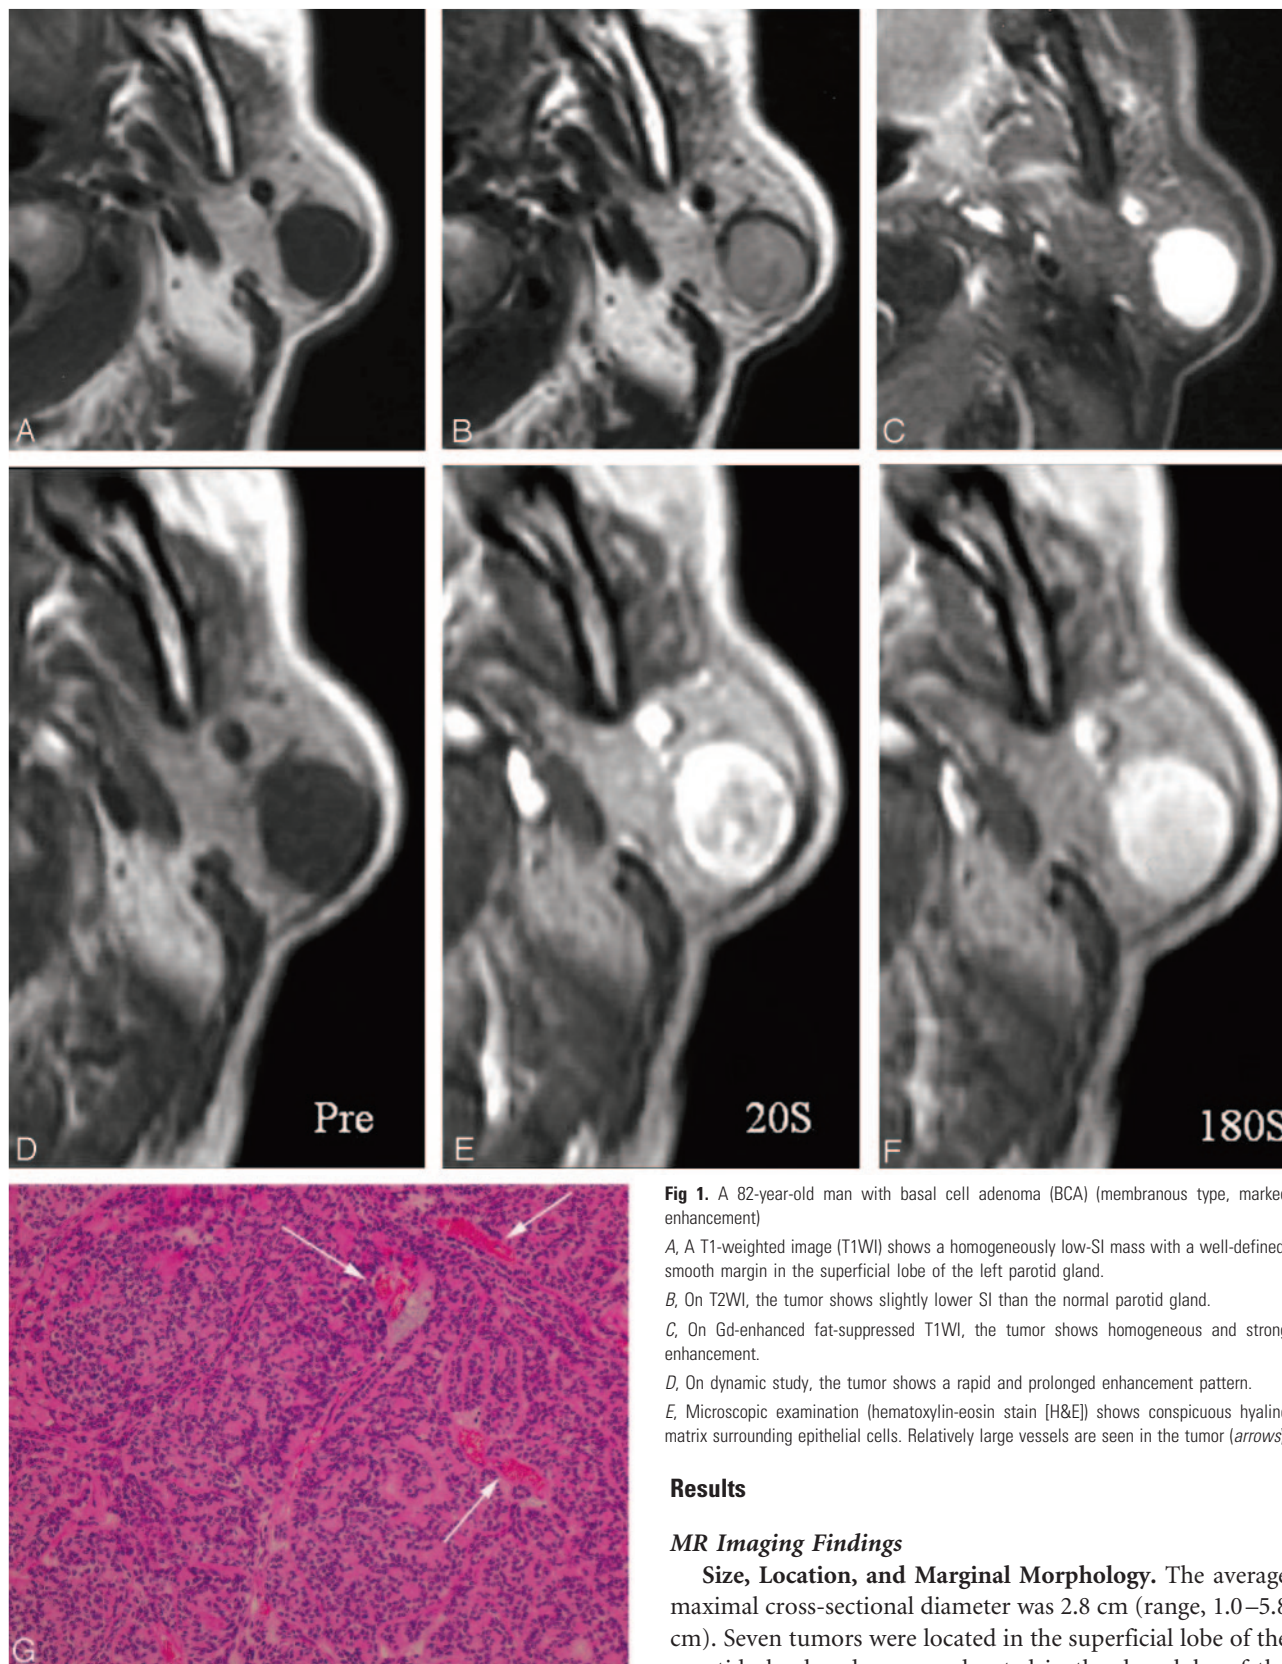 A
B
C
D
Pre
E
20S
F
180S
G
Fig 1. A 82-year-old man with basal cell adenoma (BCA) (membranous type, marked
enhancement)
A, A T1-weighted image (T1WI) shows a homogeneously low-SI mass with a well-defined
smooth margin in the superficial lobe of the left parotid gland.
B, On T2WI, the tumor shows slightly lower SI than the normal parotid gland.
C, On Gd-enhanced fat-suppressed T1WI, the tumor shows homogeneous and strong
enhancement.
D, On dynamic study, the tumor shows a rapid and prolonged enhancement pattern.
E, Microscopic examination (hematoxylin-eosin stain [H&E]) shows conspicuous hyaline
matrix surrounding epithelial cells. Relatively large vessels are seen in the tumor (arrows)
Results
MR Imaging Findings
Size, Location, and Marginal Morphology. The average
maximal cross-sectional diameter was 2.8 cm (range, 1.0–5.8
cm). Seven tumors were located in the superficial lobe of the